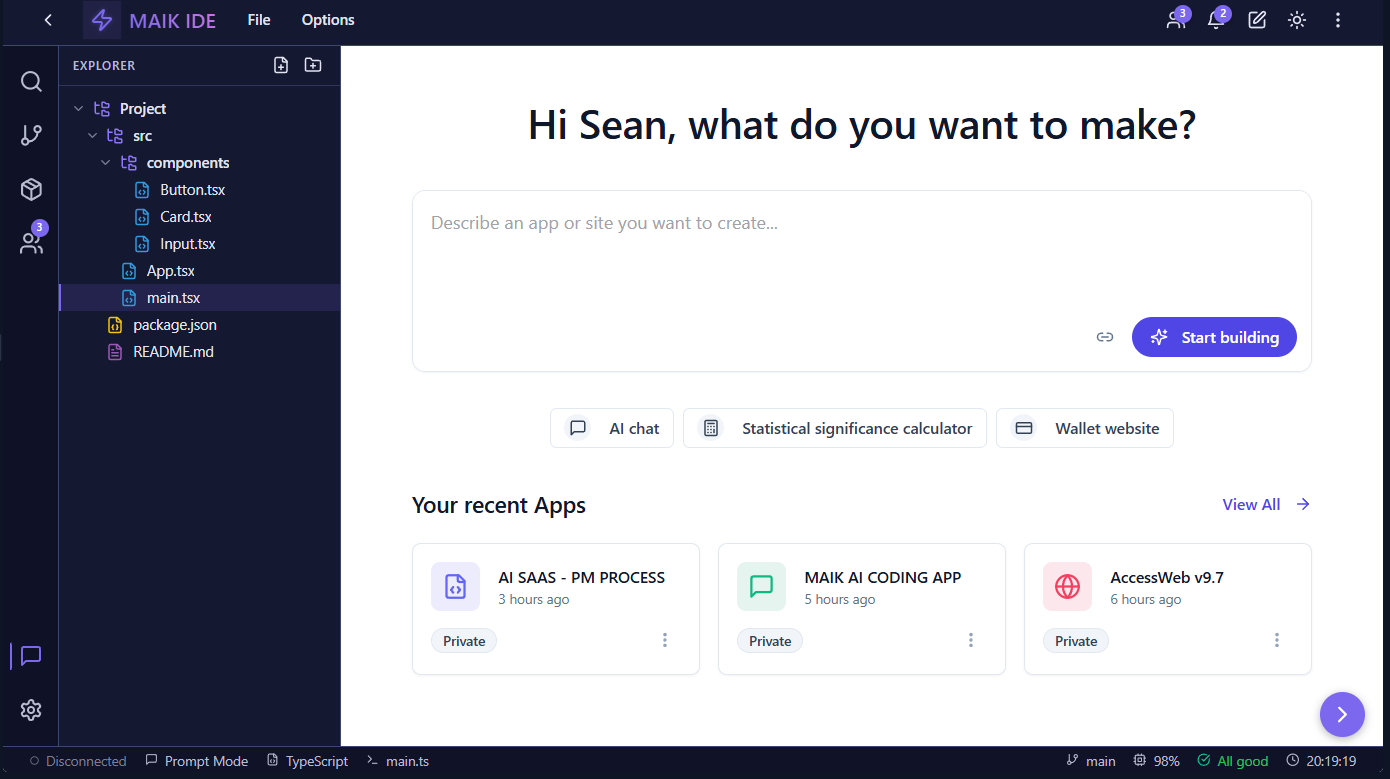 MAIK IDE File Options 3 2
EXPLORER
3
Project
src
components
Button.tsx
Card.tsx
Input.tsx
App.tsx
main.tsx
package.json
README.md
Hi Sean, what do you want to make?
Describe an app or site you want to create...
Start building
AI chat Statistical significance calculator Wallet website
Your recent Apps View All
AI SAAS - PM PROCESS
3 hours ago
Private
MAIK AI CODING APP
5 hours ago
Private
AccessWeb v9.7
6 hours ago
Private
Disconnected Prompt Mode TypeScript main.ts main 98% All good 20:19:19